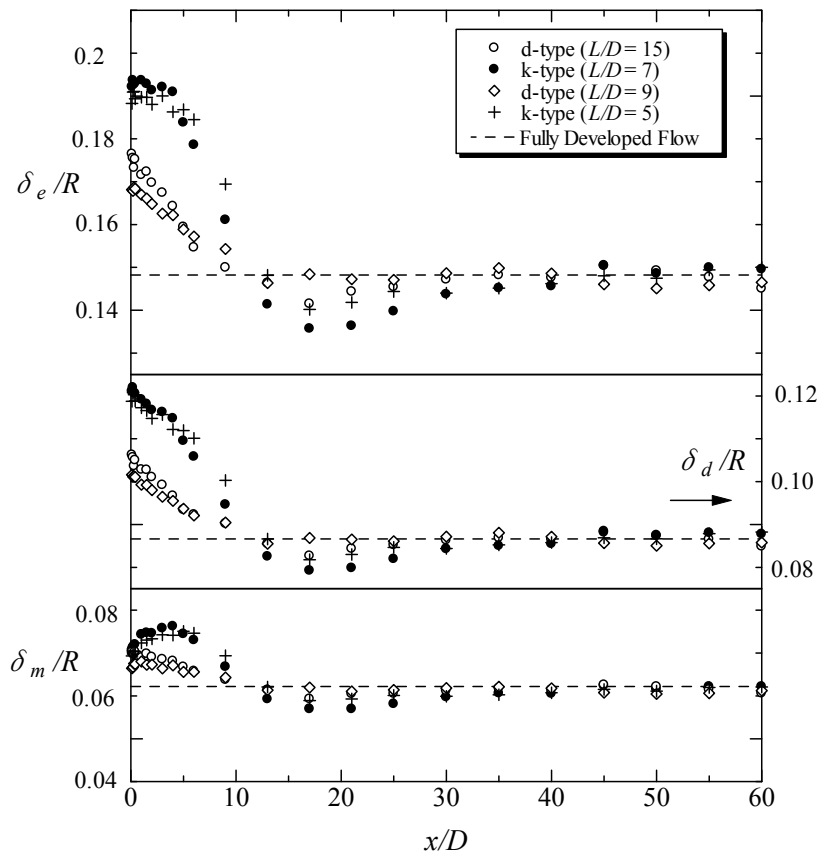 d-type (L/D = 15)
k-type (L/D = 7)
d-type (L/D = 9)
k-type (L/D = 5)
Fully Developed Flow
0.2
0.18
δe/R
0.16
0.14
0.12
δd/R
0.10
0.08
0.08
δm/R
0.06
0.04
0 10 20 30 40 50 60
x/D